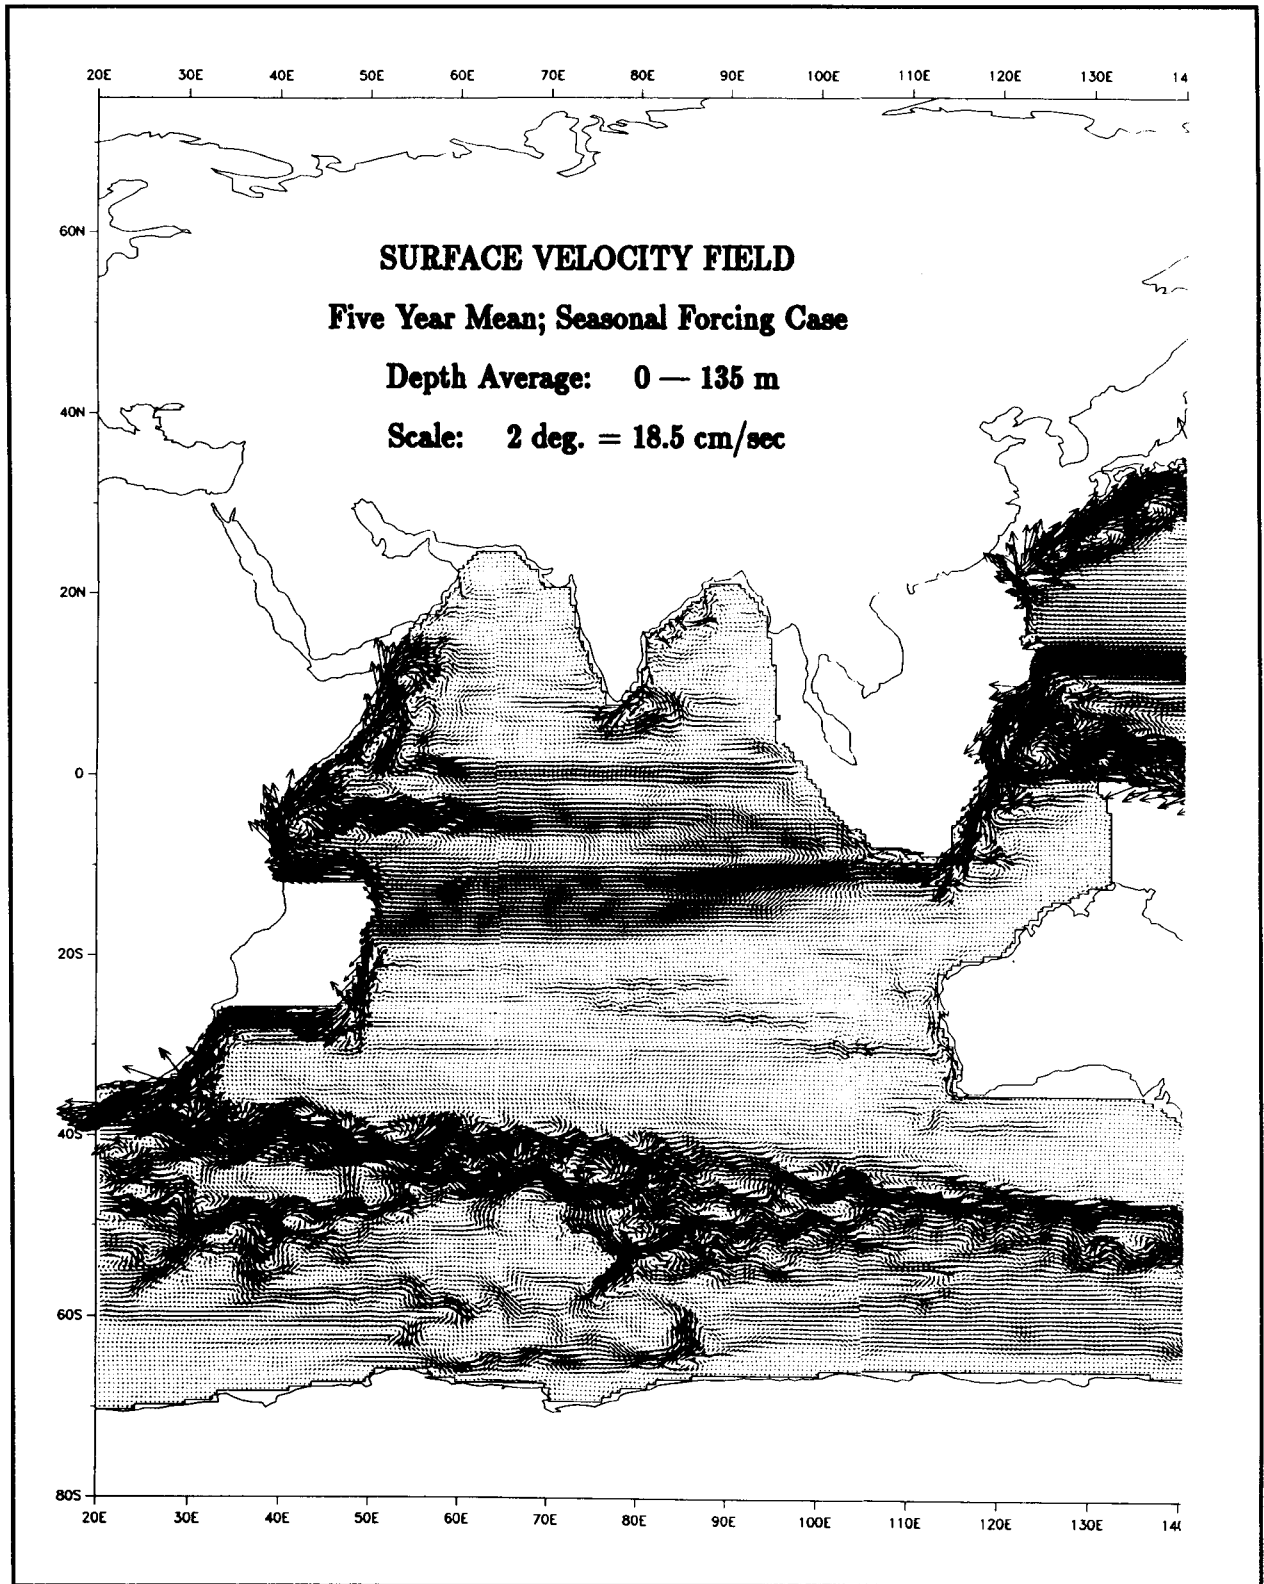 20E 30E 40E 50E 60E 70E 80E 90E 100E 110E 120E 130E 14
60N
SURFACE VELOCITY FIELD
Five Year Mean; Seasonal Forcing Case
Depth Average: 0 — 135 m
40N
Scale: 2 deg. = 18.5 cm/sec
20N
0
20S
40S
60S
80S
20E 30E 40E 50E 60E 70E 80E 90E 100E 110E 120E 130E 14